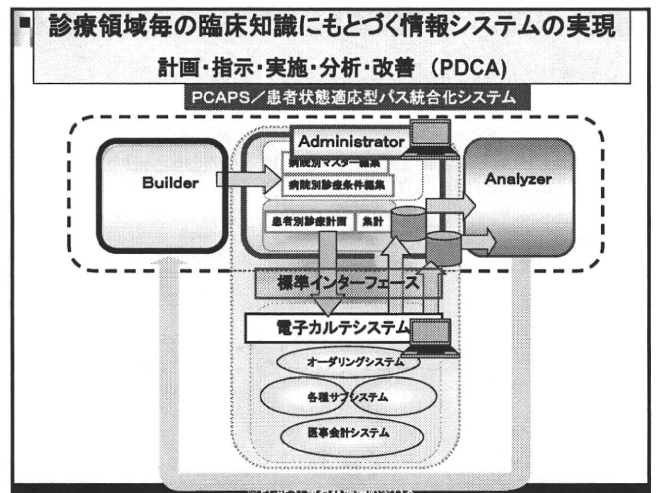 診療領域毎の臨床知識にもとづく情報システムの実現
計画・指示・実施・分析・改善 (PDCA)
PCAPS/患者状態適応型パス統合化システム
Administrator
病院別マスター編集
Builder
病院別診療条件編集
Analyzer
患者別診療計画
集計
標準インターフェース
電子カルテシステム
オーダリングシステム
各種サブシステム
医事会計システム